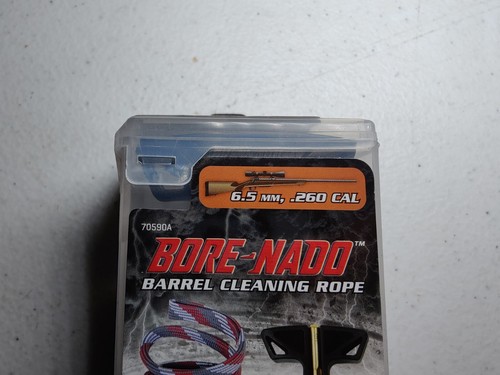 6.5 MM, .260 CAL
70590A
BORE-NADO™
BARREL CLEANING ROPE